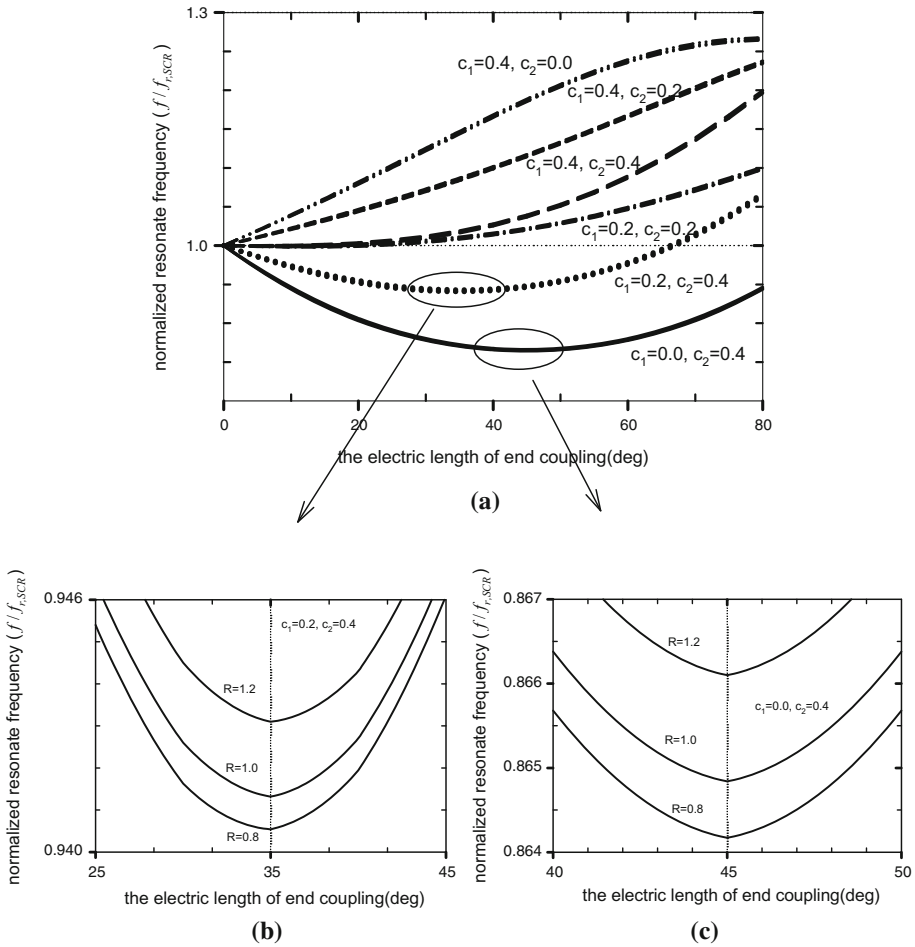 1.3
1.0
normalized resonate frequency ( f / f r,SCR )
c1=0.4, c2=0.0
c1=0.4, c2=0.2
c1=0.4, c2=0.4
c1=0.2, c2=0.2
c1=0.2, c2=0.4
c1=0.0, c2=0.4
0 20 40 60 80
the electric length of end coupling(deg)
(a)
normalized resonate frequency ( f / f r,SCR )
0.946
0.940
c1=0.2, c2=0.4
R=1.2
R=1.0
R=0.8
25 35 45
the electric length of end coupling(deg)
(b)
normalized resonate frequency ( f / f r,SCR )
0.867
0.866
0.865
0.864
R=1.2
c1=0.0, c2=0.4
R=1.0
R=0.8
40 45 50
the electric length of end coupling(deg)
(c)